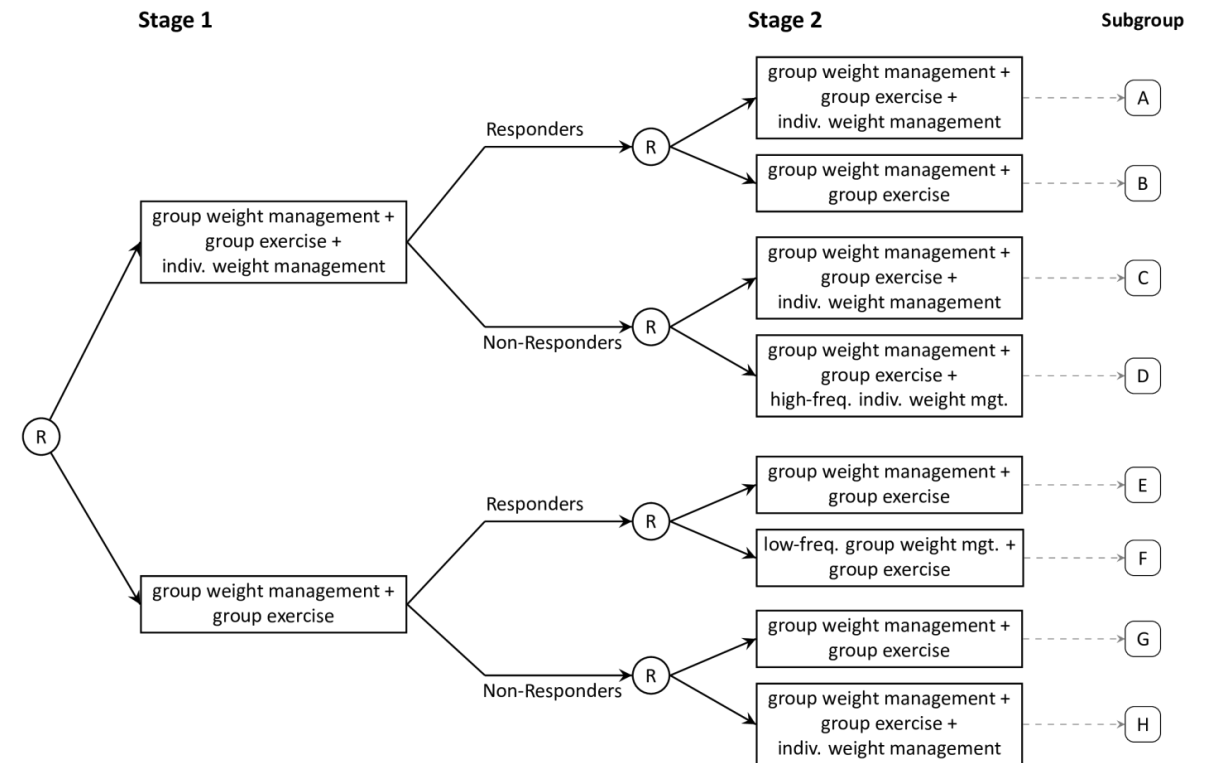 Stage 1
Stage 2
Subgroup
group weight management +
group exercise +
indiv. weight management
A
Responders
R
group weight management +
group exercise
B
group weight management +
group exercise +
indiv. weight management
group weight management +
group exercise +
indiv. weight management
C
Non-Responders
R
group weight management +
group exercise +
high-freq. indiv. weight mgt.
D
R
group weight management +
group exercise
E
Responders
R
low-freq. group weight mgt. +
group exercise
F
group weight management +
group exercise
group weight management +
group exercise
G
Non-Responders
R
group weight management +
group exercise +
indiv. weight management
H